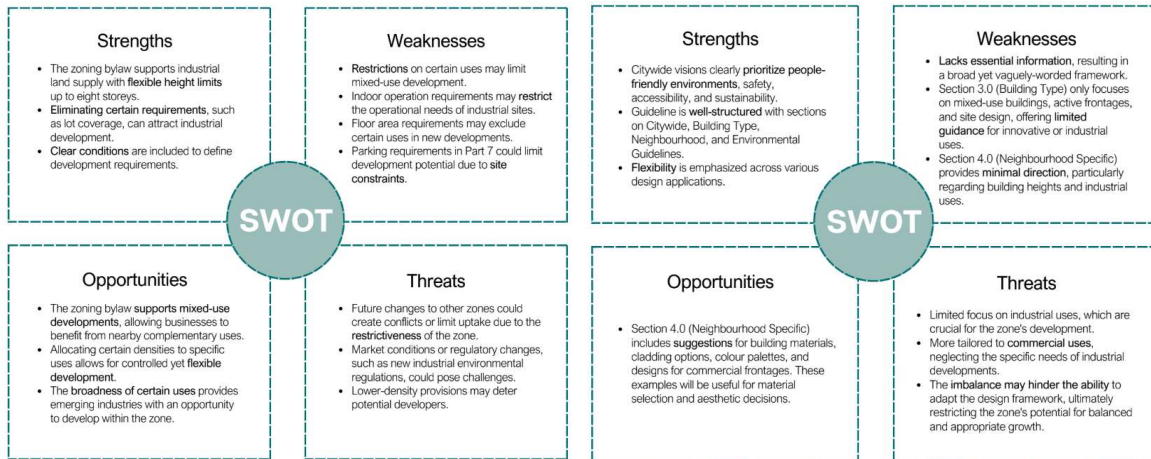 Strengths
• The zoning bylaw supports industrial
land supply with flexible height limits
up to eight storeys.
• Eliminating certain requirements, such
as lot coverage, can attract industrial
development.
• Clear conditions are included to define
development requirements.
Weaknesses
• Restrictions on certain uses may limit
mixed-use development.
• Indoor operation requirements may restrict
the operational needs of industrial sites.
• Floor area requirements may exclude
certain uses in new developments.
• Parking requirements in Part 7 could limit
development potential due to site
constraints.
SWOT
Opportunities
• The zoning bylaw supports mixed-use
developments, allowing businesses to
benefit from nearby complementary uses.
• Allocating certain densities to specific
uses allows for controlled yet flexible
development.
• The broadness of certain uses provides
emerging industries with an opportunity
to develop within the zone.
Threats
• Future changes to other zones could
create conflicts or limit uptake due to the
restrictiveness of the zone.
• Market conditions or regulatory changes,
such as new industrial environmental
regulations, could pose challenges.
• Lower-density provisions may deter
potential developers.
Strengths
• Citywide visions clearly prioritize people-
friendly environments, safety,
accessibility, and sustainability.
• Guideline is well-structured with sections
on Citywide, Building Type,
Neighbourhood, and Environmental
Guidelines.
• Flexibility is emphasized across various
design applications.
Weaknesses
• Lacks essential information, resulting in
a broad yet vaguely-worded framework.
• Section 3.0 (Building Type) only focuses
on mixed-use buildings, active frontages,
and site design, offering limited
guidance for innovative or industrial
uses.
• Section 4.0 (Neighbourhood Specific)
provides minimal direction, particularly
regarding building heights and industrial
uses.
SWOT
Opportunities
• Section 4.0 (Neighbourhood Specific)
includes suggestions for building materials,
cladding options, colour palettes, and
designs for commercial frontages. These
examples will be useful for material
selection and aesthetic decisions.
Threats
• Limited focus on industrial uses, which are
crucial for the zone's development.
• More tailored to commercial uses,
neglecting the specific needs of industrial
developments.
• The imbalance may hinder the ability to
adapt the design framework, ultimately
restricting the zone's potential for balanced
and appropriate growth.